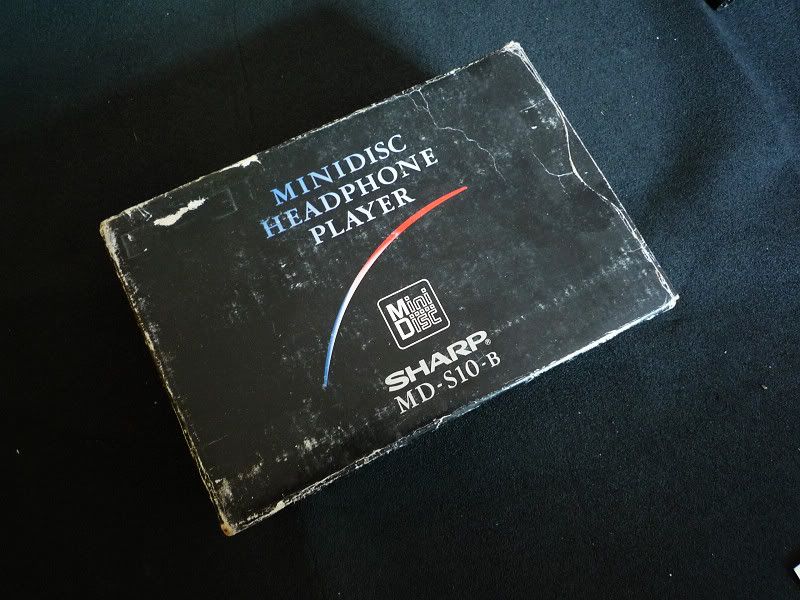 MINIDISC
HEADPHONE
PLAYER
Mini
Disc
SHARP®
MD-S10-B